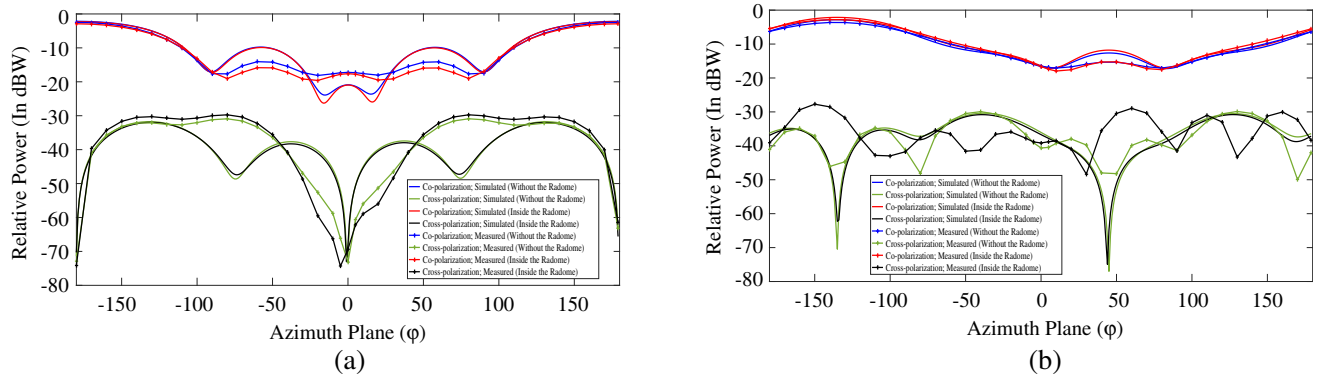 0
-10
-20
-30
-40
-50
-60
-70
-80
Relative Power (In dBW)
-150 -100 -50 0 50 100 150
Azimuth Plane (φ)
Co-polarization; Simulated (Without the Radome)
Cross-polarization; Simulated (Without the Radome)
Co-polarization; Simulated (Inside the Radome)
Cross-polarization; Simulated (Inside the Radome)
Co-polarization; Measured (Without the Radome)
Cross-polarization; Measured (Without the Radome)
Co-polarization; Measured (Inside the Radome)
Cross-polarization; Measured (Inside the Radome)
(a)
0
-10
-20
-30
-40
-50
-60
-70
-80
Relative Power (In dBW)
-150 -100 -50 0 50 100 150
Azimuth Plane (φ)
Co-polarization; Simulated (Without the Radome)
Cross-polarization; Simulated (Without the Radome)
Co-polarization; Simulated (Inside the Radome)
Cross-polarization; Simulated (Inside the Radome)
Co-polarization; Measured (Without the Radome)
Cross-polarization; Measured (Without the Radome)
Co-polarization; Measured (Inside the Radome)
Cross-polarization; Measured (Inside the Radome)
(b)